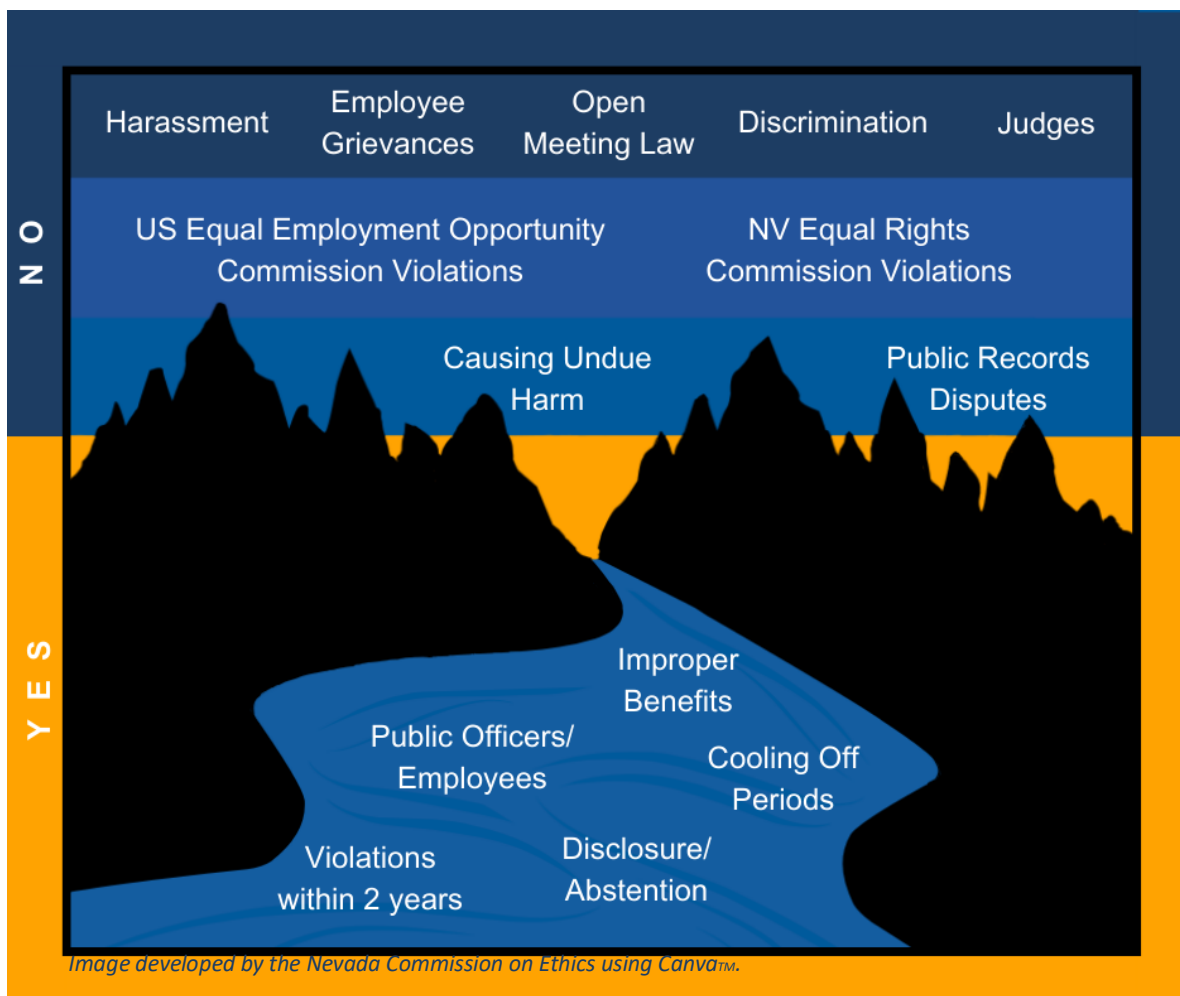 Harassment
Employee
Grievances
Open
Meeting Law
Discrimination
Judges
NO
US Equal Employment Opportunity
Commission Violations
NV Equal Rights
Commission Violations
Causing Undue
Harm
Public Records
Disputes
YES
Improper
Benefits
Public Officers/
Employees
Cooling Off
Periods
Violations
within 2 years
Disclosure/
Abstention
Image developed by the Nevada Commission on Ethics using Canva™.